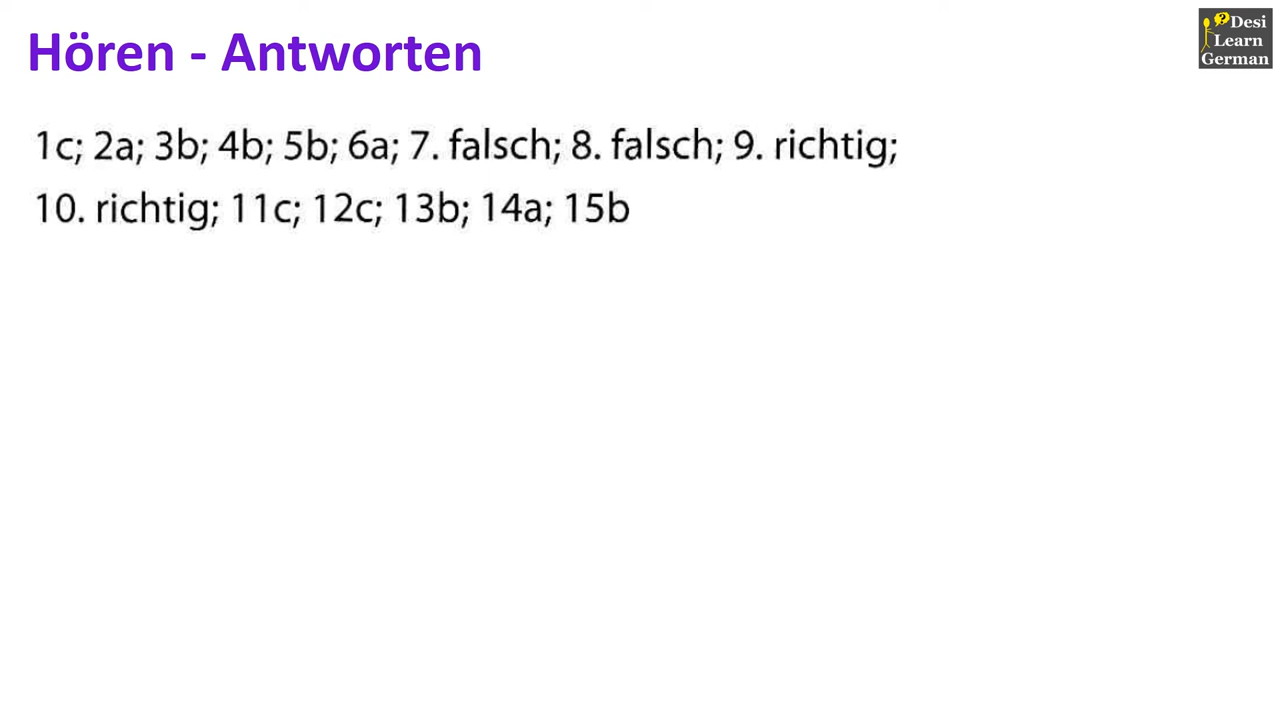 Hören - Antworten
? Desi
Learn
German
1c; 2a; 3b; 4b; 5b; 6a; 7. falsch; 8. falsch; 9. richtig;
10. richtig; 11c; 12c; 13b; 14a; 15b